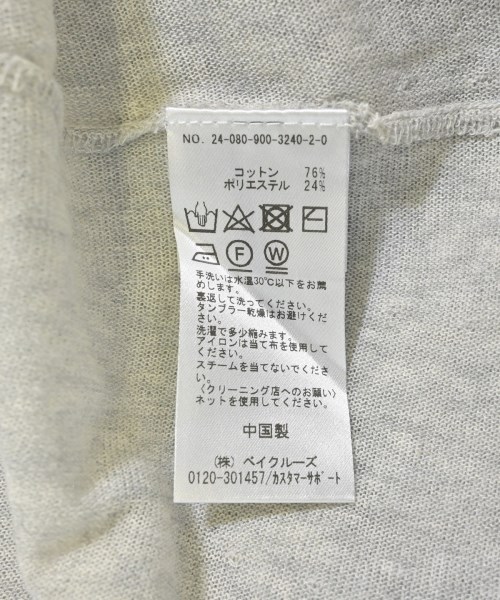 NO. 24-080-900-3240-2-0
コットン 76%
ポリエステル 24%
F W
手洗いは水温30℃以下をお薦
めします。
裏返して洗ってください。
タンブラー乾燥はお避けくだ
さい。
洗濯で多少縮みます。
アイロンは当て布を使用して
ください。
スチームを当てないでくださ
い。
〈クリーニング店へのお願い〉
ネットを使用してください。
中国製
(株) ベイクルーズ
0120-301457/カスタマーサポート